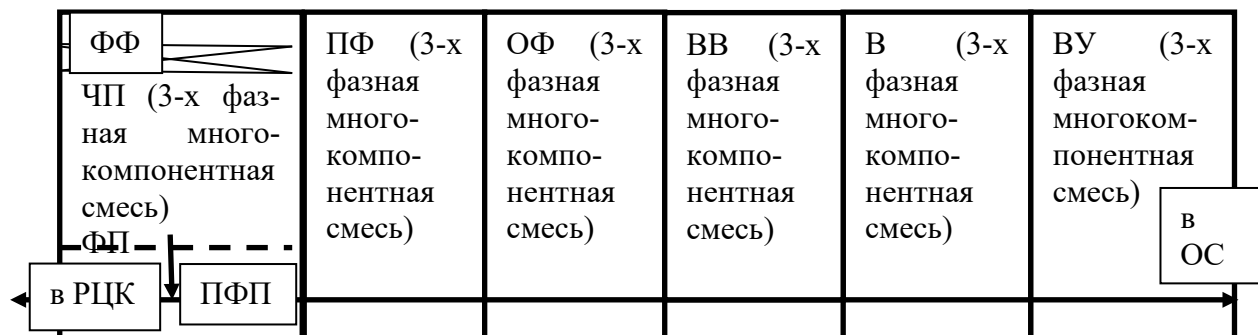 ФФ
ЧП (3-х фаз-
ная много-
компонентная
смесь)
ФП
в РЦК
ПФП
ПФ (3-х
фазная
много-
компо-
нентная
смесь)
ОФ (3-х
фазная
много-
компо-
нентная
смесь)
ВВ (3-х
фазная
много-
компо-
нентная
смесь)
В (3-х
фазная
много-
компо-
нентная
смесь)
ВУ (3-х
фазная
многоком-
понентная
смесь)
в
ОС